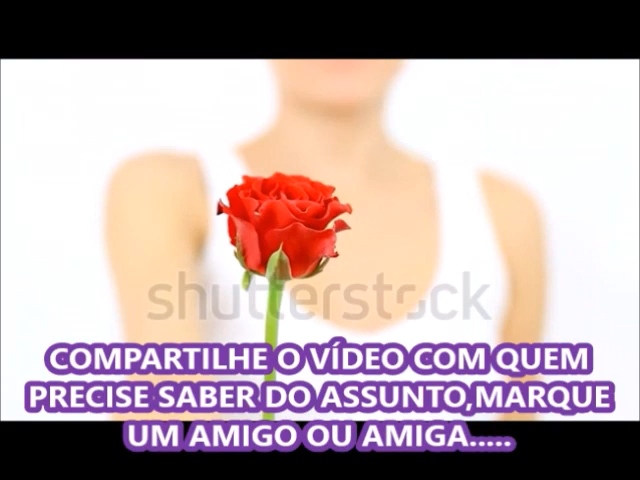 shutterstock
COMPARTILHE O VÍDEO COM QUEM
PRECISE SABER DO ASSUNTO,MARQUE
UM AMIGO OU AMIGA.....